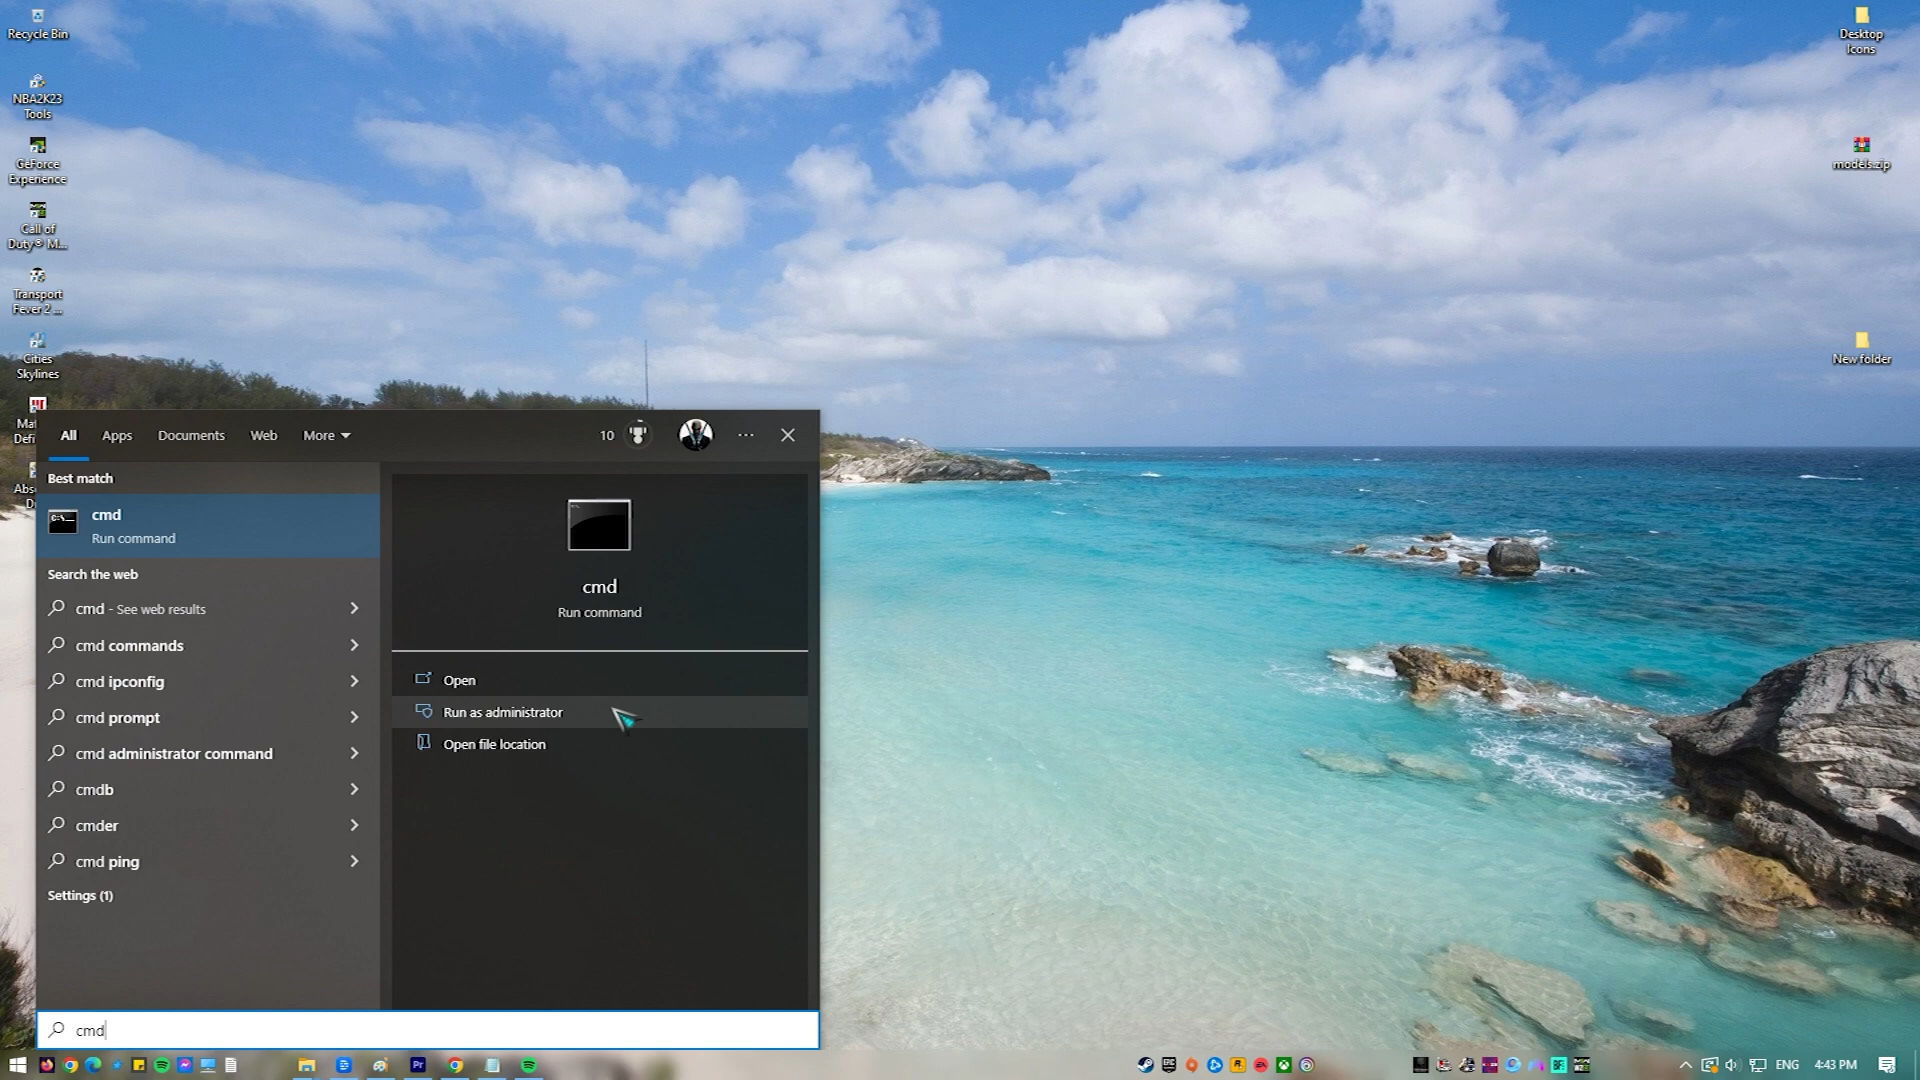 Recycle Bin
NBA2K23
Tools
GeForce
Experience
Call of
Duty® M...
Transport
Fever 2 ...
Cities
Skylines
Desktop
Icons
models.zip
New folder
All
Apps
Documents
Web
More
10
Best match
cmd
Run command
Search the web
cmd - See web results
cmd commands
cmd ipconfig
cmd prompt
cmd administrator command
cmdb
cmder
cmd ping
Settings (1)
cmd
Run command
Open
Run as administrator
Open file location
cmd
Pr
ENG
4:43 PM